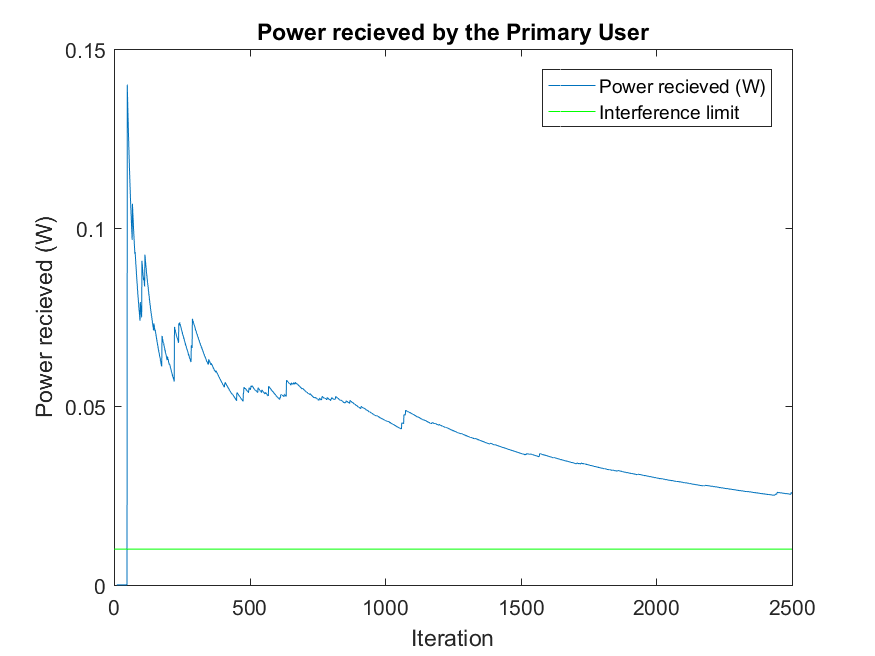 Power recieved by the Primary User
0.15
Power recieved (W)
Interference limit
0.1
Power recieved (W)
0.05
0
0 500 1000 1500 2000 2500
Iteration